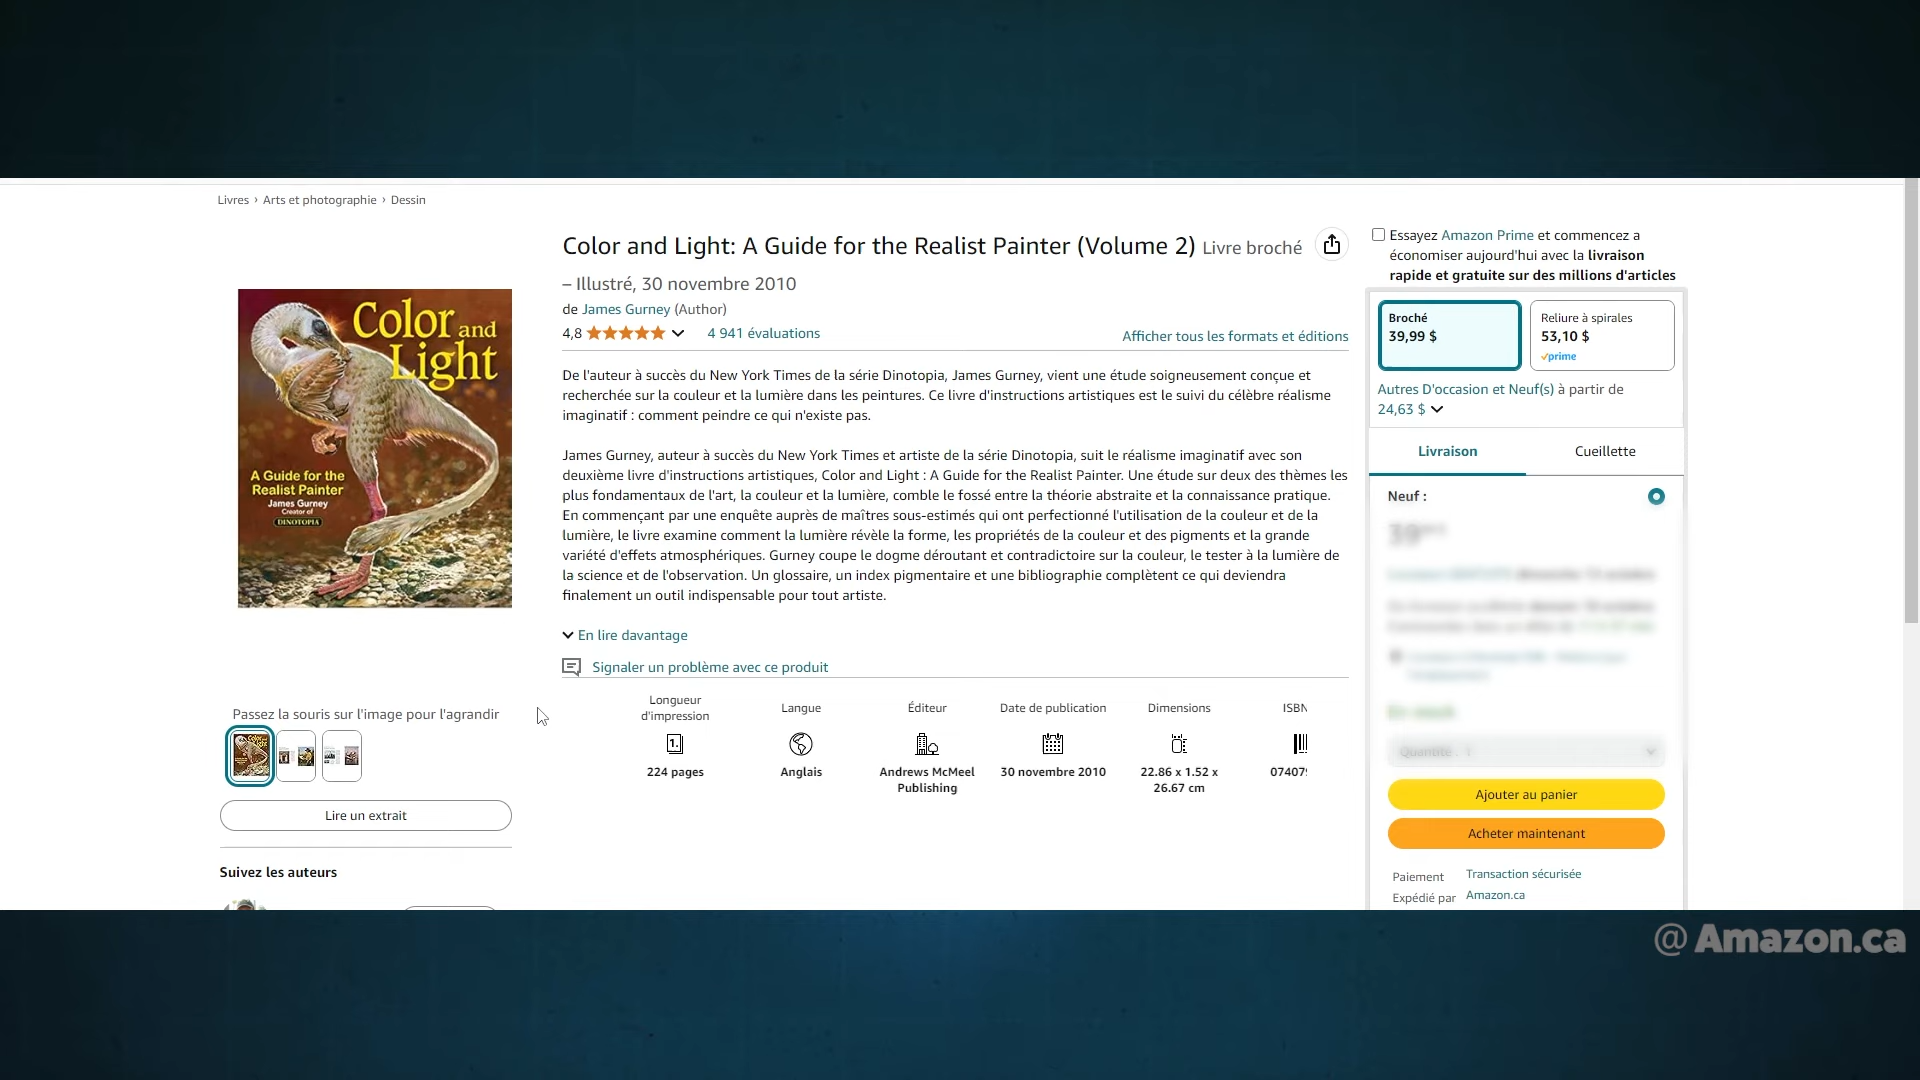 Livres › Arts et photographie › Dessin
Color and Light: A Guide for the Realist Painter (Volume 2) Livre broché
– Illustré, 30 novembre 2010
de James Gurney (Author)
4,8 4 941 évaluations
Afficher tous les formats et éditions
De l'auteur à succès du New York Times de la série Dinotopia, James Gurney, vient une étude soigneusement conçue et
recherchée sur la couleur et la lumière dans les peintures. Ce livre d'instructions artistiques est le suivi du célèbre réalisme
imaginatif : comment peindre ce qui n'existe pas.
James Gurney, auteur à succès du New York Times et artiste de la série Dinotopia, suit le réalisme imaginatif avec son
deuxième livre d'instructions artistiques, Color and Light : A Guide for the Realist Painter. Une étude sur deux des thèmes les
plus fondamentaux de l'art, la couleur et la lumière, comble le fossé entre la théorie abstraite et la connaissance pratique.
En commençant par une enquête auprès de maîtres sous-estimés qui ont perfectionné l'utilisation de la couleur et de la
lumière, le livre examine comment la lumière révèle la forme, les propriétés de la couleur et des pigments et la grande
variété d'effets atmosphériques. Gurney coupe le dogme déroutant et contradictoire sur la couleur, le tester à la lumière de
la science et de l'observation. Un glossaire, un index pigmentaire et une bibliographie complètent ce qui deviendra
finalement un outil indispensable pour tout artiste.
En lire davantage
Signaler un problème avec ce produit
Longueur
d'impression
1.
224 pages
Langue
Anglais
Éditeur
Andrews McMeel
Publishing
Date de publication
30 novembre 2010
Dimensions
22.86 x 1.52 x
26.67 cm
ISBN
07407
Color and
Light
A Guide for the
Realist Painter
James Gurney
Creator of
DINOTOPIA
Passez la souris sur l'image pour l'agrandir
Lire un extrait
Suivez les auteurs
Essayez Amazon Prime et commencez a
économiser aujourd'hui avec la livraison
rapide et gratuite sur des millions d'articles
Broché
39,99 $
Reliure à spirales
53,10 $
prime
Autres D'occasion et Neuf(s) à partir de
24,63 $
Livraison
Cueillette
Neuf :
Ajouter au panier
Acheter maintenant
Paiement Transaction sécurisée
Expédié par Amazon.ca
@ Amazon.ca